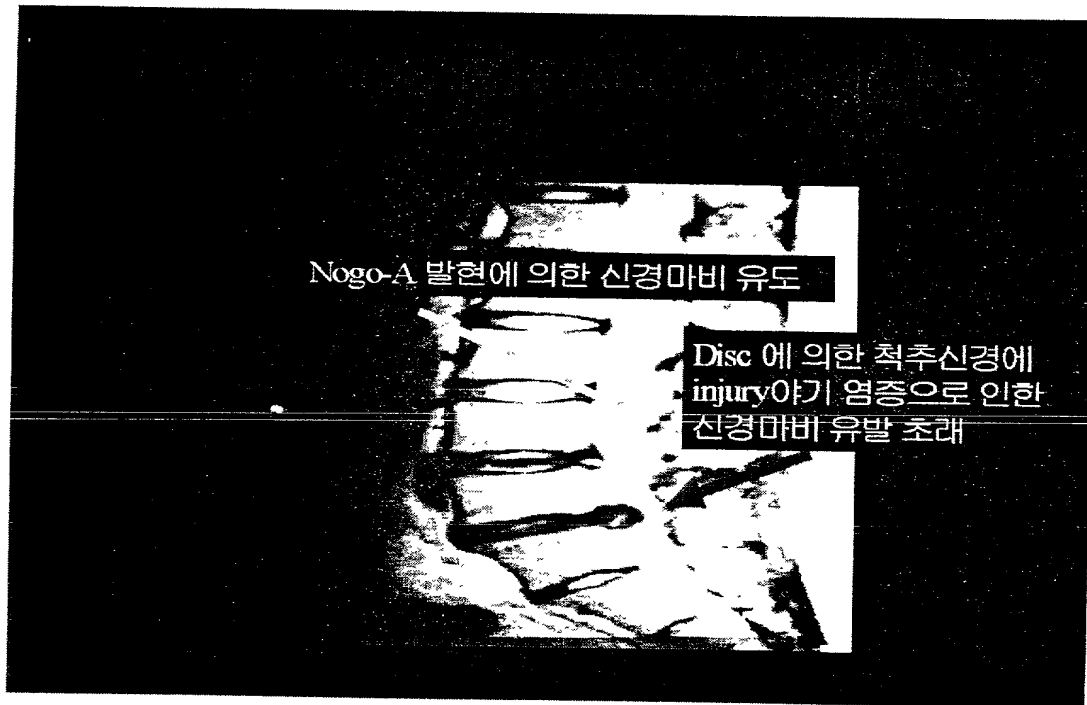 Nogo-A 발현에 의한 신경마비 유도
Disc 에 의한 척추신경에
injury야기 염증으로 인한
신경마비 유발 초래